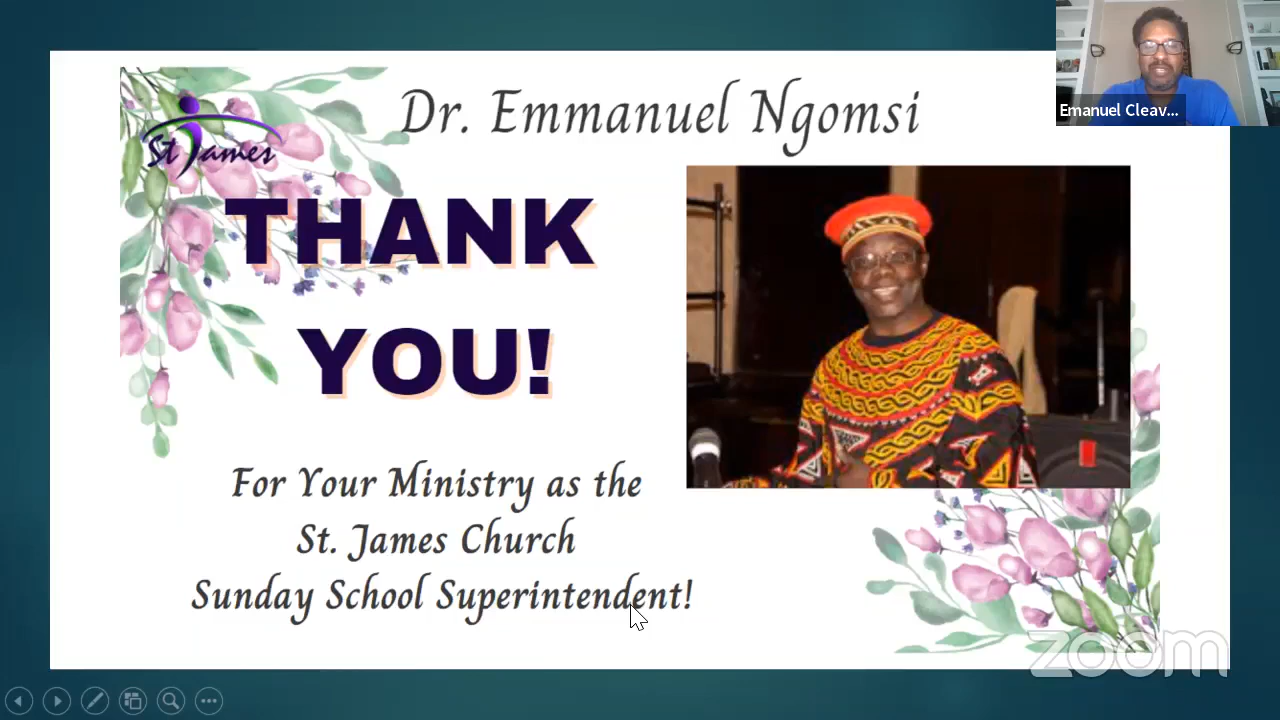 Dr. Emmanuel Ngomsi
St James
THANK
YOU!
For Your Ministry as the
St. James Church
Sunday School Superintendent!
Emanuel Cleav...
zoom